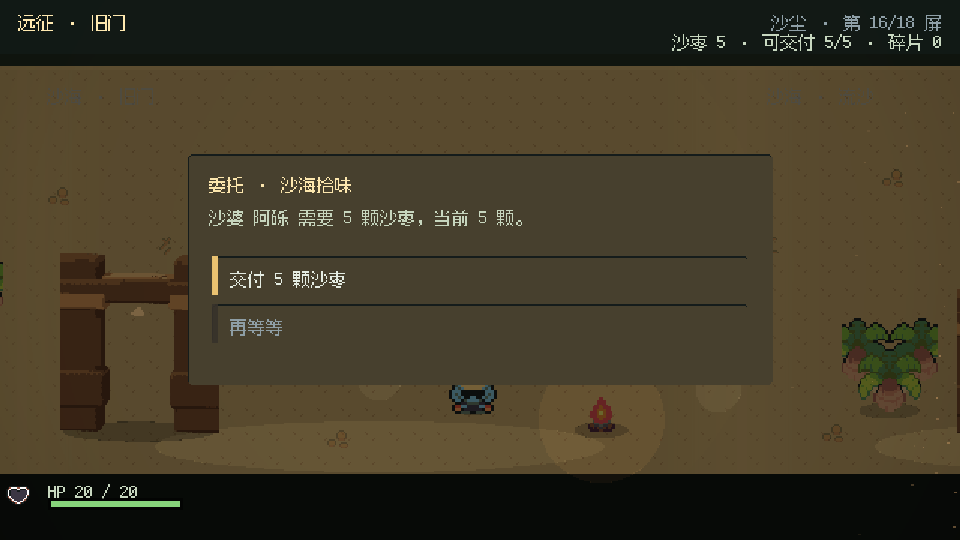 远征 · 旧门
沙尘 · 第 16/18 屏
沙枣 5 · 可交付 5/5 · 碎片 0
委托 · 沙海拾味
沙婆 阿砾 需要 5 颗沙枣，当前 5 颗。
交付 5 颗沙枣
再等等
HP 20 / 20